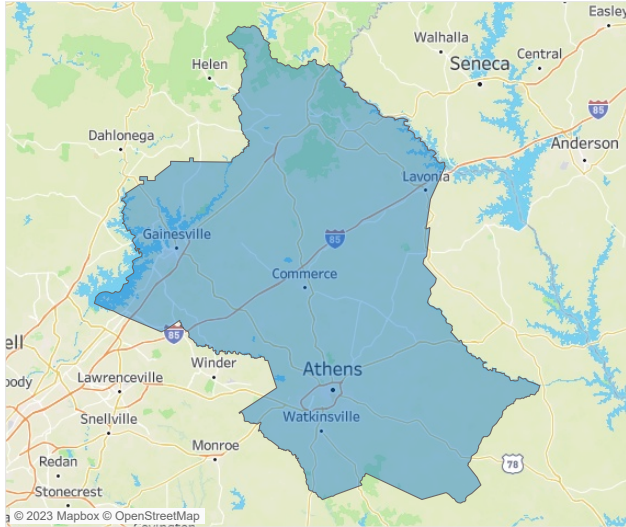 Easley
Walhalla
Central
Helen
Seneca
85
Dahlonega
Anderson
Lavonia
Gainesville
85
Commerce
ell
85
Winder
Athens
oody
Lawrenceville
Watkinsville
Snellville
Monroe
Redan
78
Stonecrest
© 2023 Mapbox © OpenStreetMap